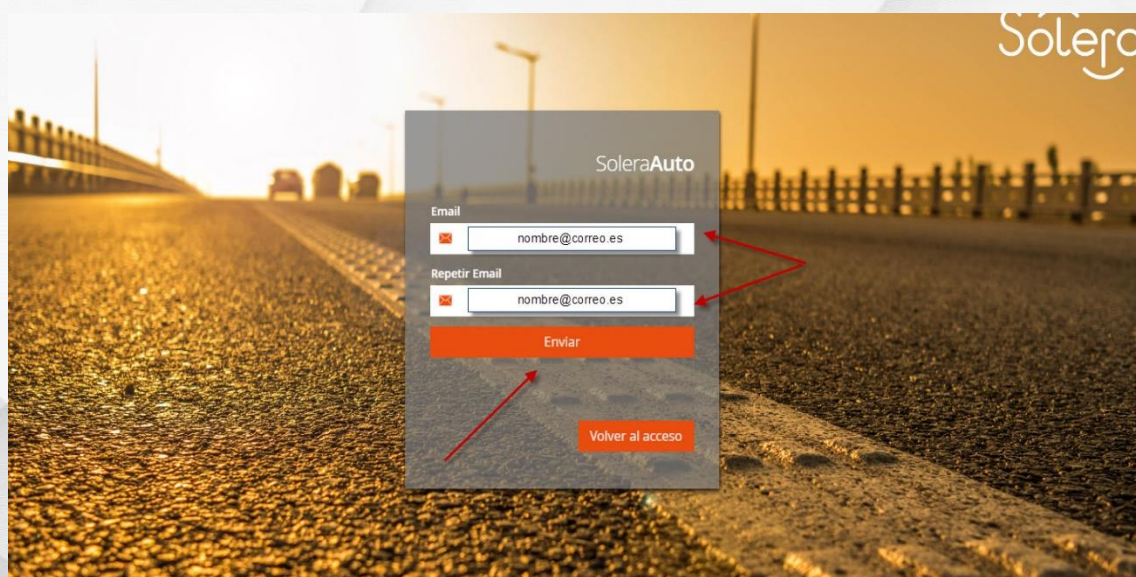 Solera
SoleraAuto
Email
nombre@correo.es
Repetir Email
nombre@correo.es
Enviar
Volver al acceso